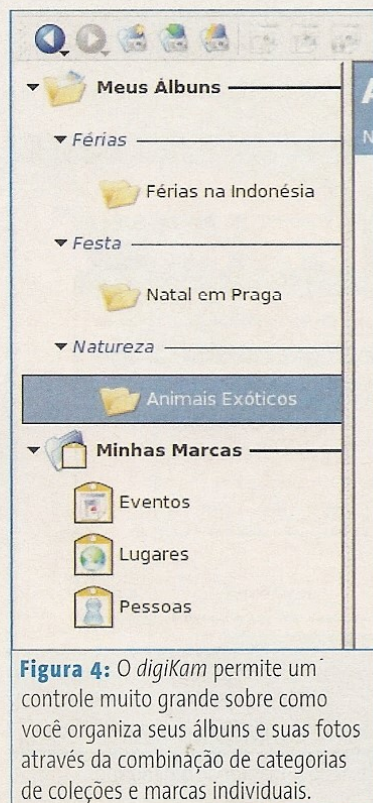 Meus Álbuns
Férias
Férias na Indonésia
Festa
Natal em Praga
Natureza
Animais Exóticos
Minhas Marcas
Eventos
Lugares
Pessoas
Figura 4: O digiKam permite um
controle muito grande sobre como
você organiza seus álbuns e suas fotos
através da combinação de categorias
de coleções e marcas individuais.